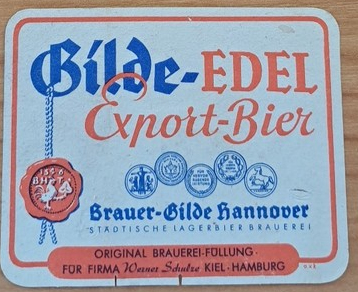 Gilde-EDEL
Export-Bier
Brauer-Gilde Hannover
STÄDTISCHE LAGERBIER BRAUEREI
ORIGINAL BRAUEREI-FÜLLUNG
FÜR FIRMA Werner Schulze KIEL-HAMBURG